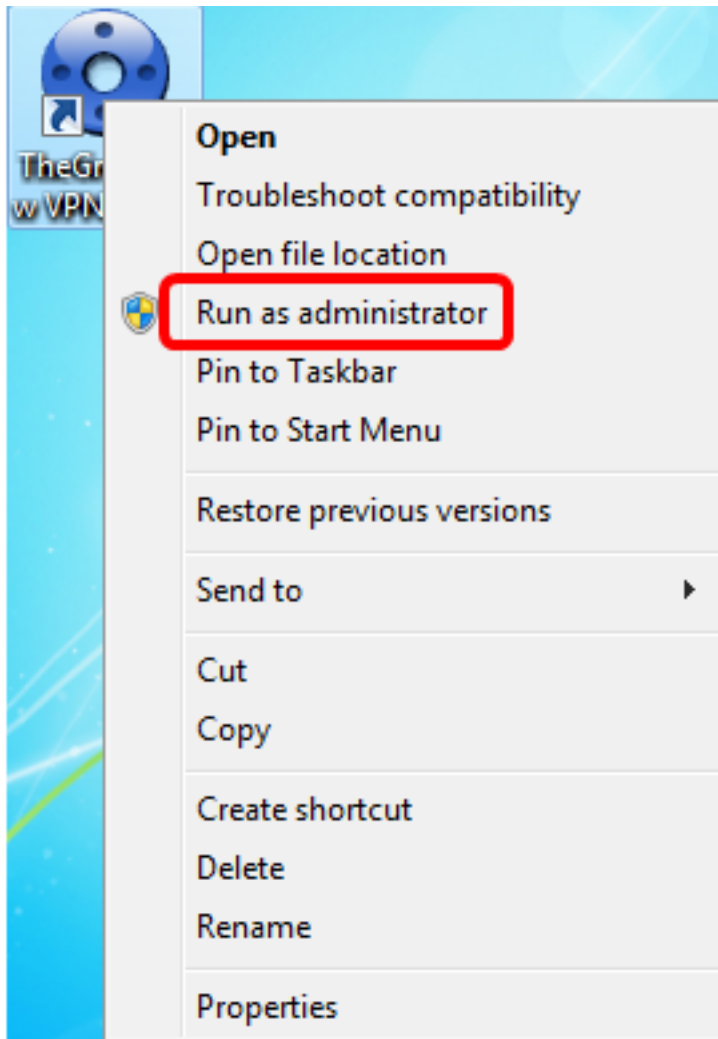 TheGr
w VPN
Open
Troubleshoot compatibility
Open file location
Run as administrator
Pin to Taskbar
Pin to Start Menu
Restore previous versions
Send to
Cut
Copy
Create shortcut
Delete
Rename
Properties